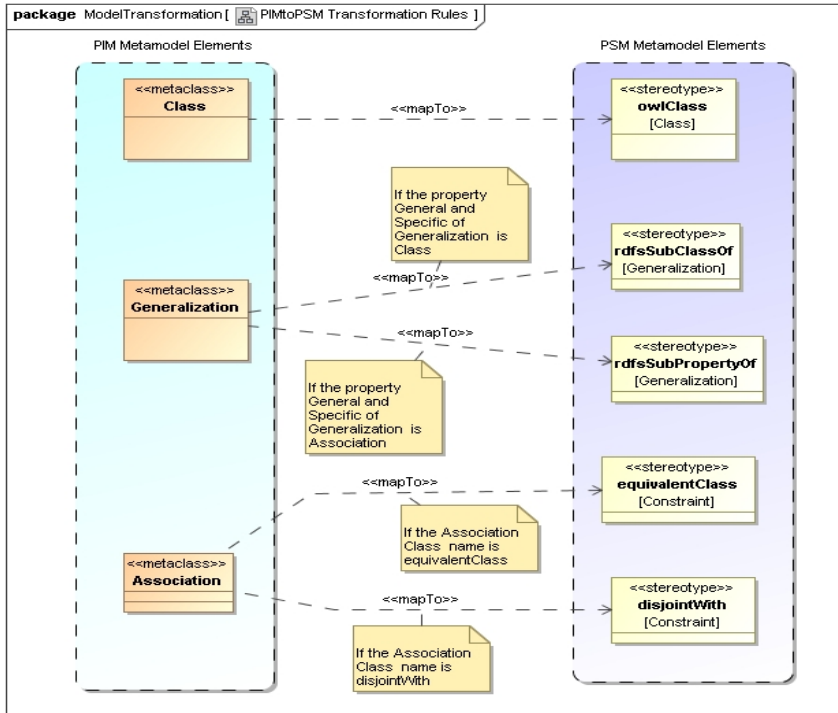 package ModelTransformation [ PIMtoPSM Transformation Rules ]
PIM Metamodel Elements
PSM Metamodel Elements
<<metaclass>>
Class
<<mapTo>>
<<stereotype>>
owlClass
[Class]
If the property
General and
Specific of
Generalization is
Class
<<stereotype>>
rdfsSubClassOf
[Generalization]
<<mapTo>>
<<metaclass>>
Generalization
<<mapTo>>
<<stereotype>>
rdfsSubPropertyOf
[Generalization]
If the property
General and
Specific of
Generalization is
Association
<<mapTo>>
<<stereotype>>
equivalentClass
[Constraint]
If the Association
Class name is
equivalentClass
<<metaclass>>
Association
<<mapTo>>
<<stereotype>>
disjointWith
[Constraint]
If the Association
Class name is
disjointWith